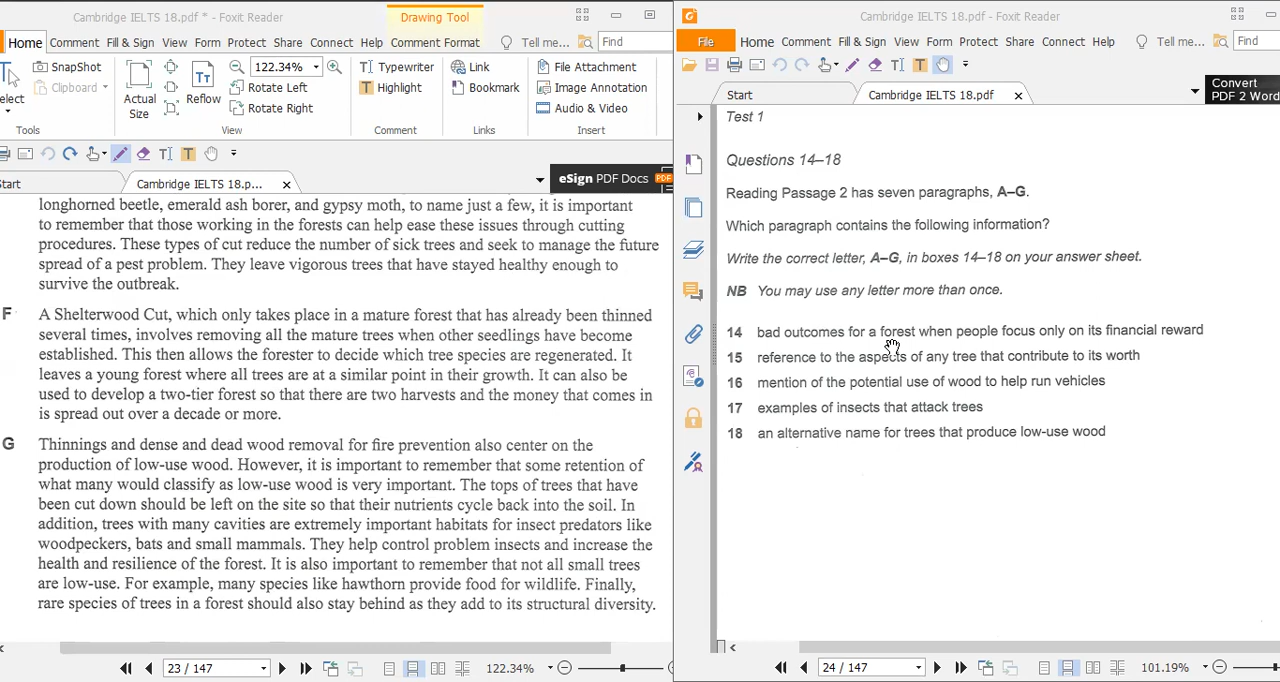 Cambridge IELTS 18.pdf * - Foxit Reader
Drawing Tool
Home Comment Fill & Sign View Form Protect Share Connect Help Comment Format Tell me... Find
SnapShot
Clipboard
Actual Size
Reflow
122.34%
Rotate Left
Rotate Right
Typewriter
Highlight
Link
Bookmark
File Attachment
Image Annotation
Audio & Video
Tools View Comment Links Insert
Cambridge IELTS 18.p...
eSign PDF Docs
longhorned beetle, emerald ash borer, and gypsy moth, to name just a few, it is important
to remember that those working in the forests can help ease these issues through cutting
procedures. These types of cut reduce the number of sick trees and seek to manage the future
spread of a pest problem. They leave vigorous trees that have stayed healthy enough to
survive the outbreak.
F A Shelterwood Cut, which only takes place in a mature forest that has already been thinned
several times, involves removing all the mature trees when other seedlings have become
established. This then allows the forester to decide which tree species are regenerated. It
leaves a young forest where all trees are at a similar point in their growth. It can also be
used to develop a two-tier forest so that there are two harvests and the money that comes in
is spread out over a decade or more.
G Thinnings and dense and dead wood removal for fire prevention also center on the
production of low-use wood. However, it is important to remember that some retention of
what many would classify as low-use wood is very important. The tops of trees that have
been cut down should be left on the site so that their nutrients cycle back into the soil. In
addition, trees with many cavities are extremely important habitats for insect predators like
woodpeckers, bats and small mammals. They help control problem insects and increase the
health and resilience of the forest. It is also important to remember that not all small trees
are low-use. For example, many species like hawthorn provide food for wildlife. Finally,
rare species of trees in a forest should also stay behind as they add to its structural diversity.
23 / 147
122.34%
Cambridge IELTS 18.pdf - Foxit Reader
File Home Comment Fill & Sign View Form Protect Share Connect Help Tell me... Find
Start
Cambridge IELTS 18.pdf
Convert
PDF 2 Word
Test 1
Questions 14–18
Reading Passage 2 has seven paragraphs, A–G.
Which paragraph contains the following information?
Write the correct letter, A–G, in boxes 14–18 on your answer sheet.
NB You may use any letter more than once.
14 bad outcomes for a forest when people focus only on its financial reward
15 reference to the aspects of any tree that contribute to its worth
16 mention of the potential use of wood to help run vehicles
17 examples of insects that attack trees
18 an alternative name for trees that produce low-use wood
24 / 147
101.19%